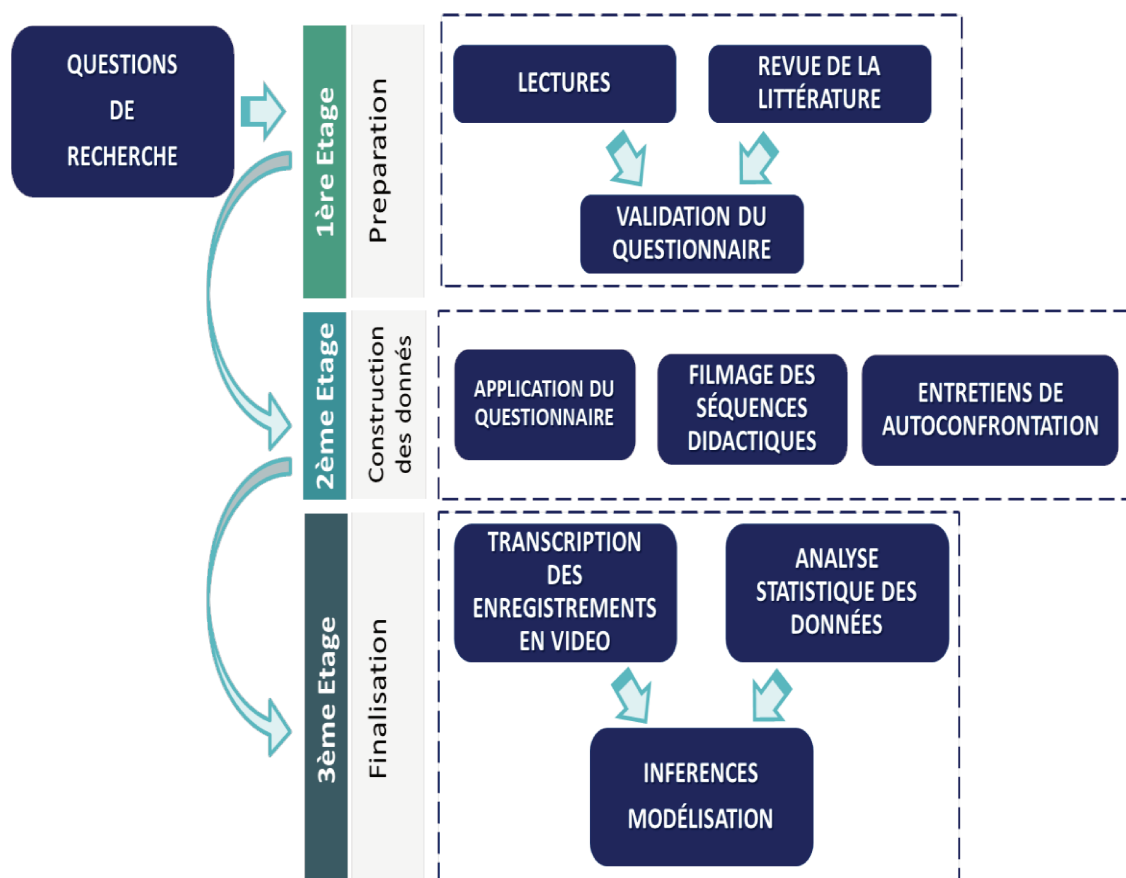 QUESTIONS
DE
RECHERCHE
1ère Etage
Preparation
LECTURES
REVUE DE LA
LITTÉRATURE
VALIDATION DU
QUESTIONNAIRE
2ème Etage
Construction
des donnés
APPLICATION DU
QUESTIONNAIRE
FILMAGE DES
SÉQUENCES
DIDACTIQUES
ENTRETIENS DE
AUTOCONFRONTATION
3ème Etage
Finalisation
TRANSCRIPTION
DES
ENREGISTREMENTS
EN VIDEO
ANALYSE
STATISTIQUE DES
DONNÉES
INFERENCES
MODÉLISATION